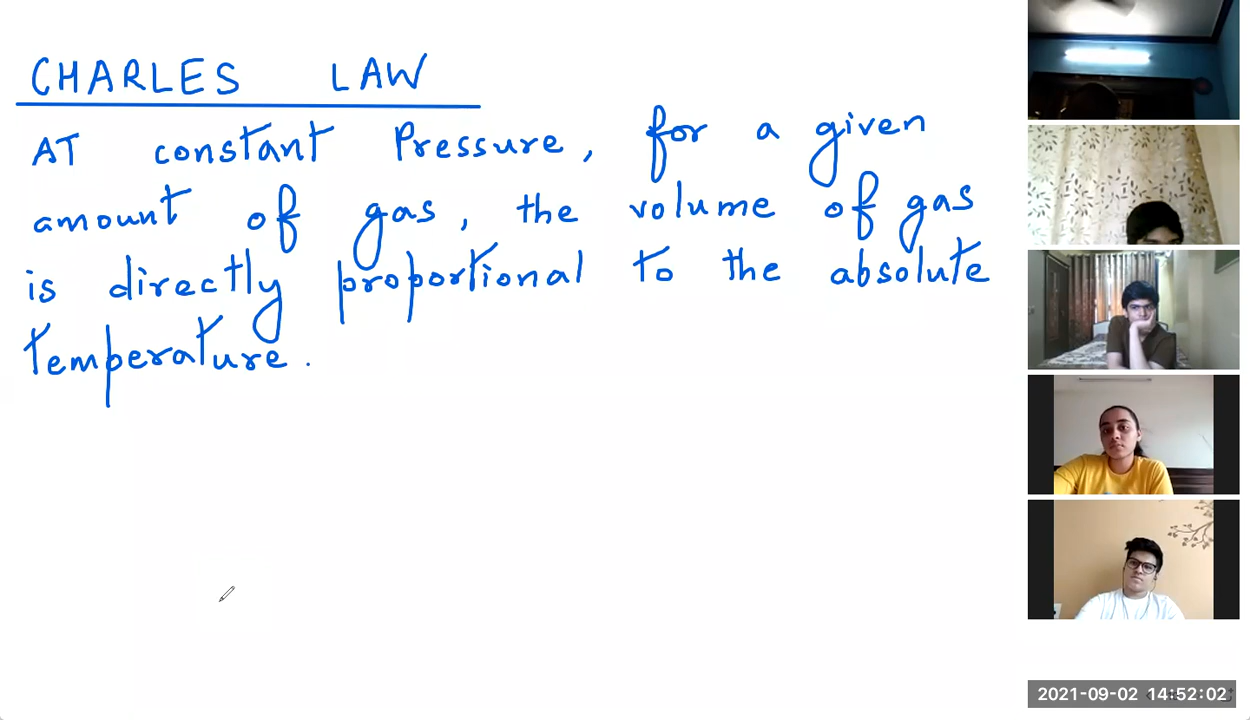 CHARLES LAW
AT constant Pressure, for a given
amount of gas, the volume of gas
is directly proportional to the absolute
temperature.
2021-09-02 14:52:02